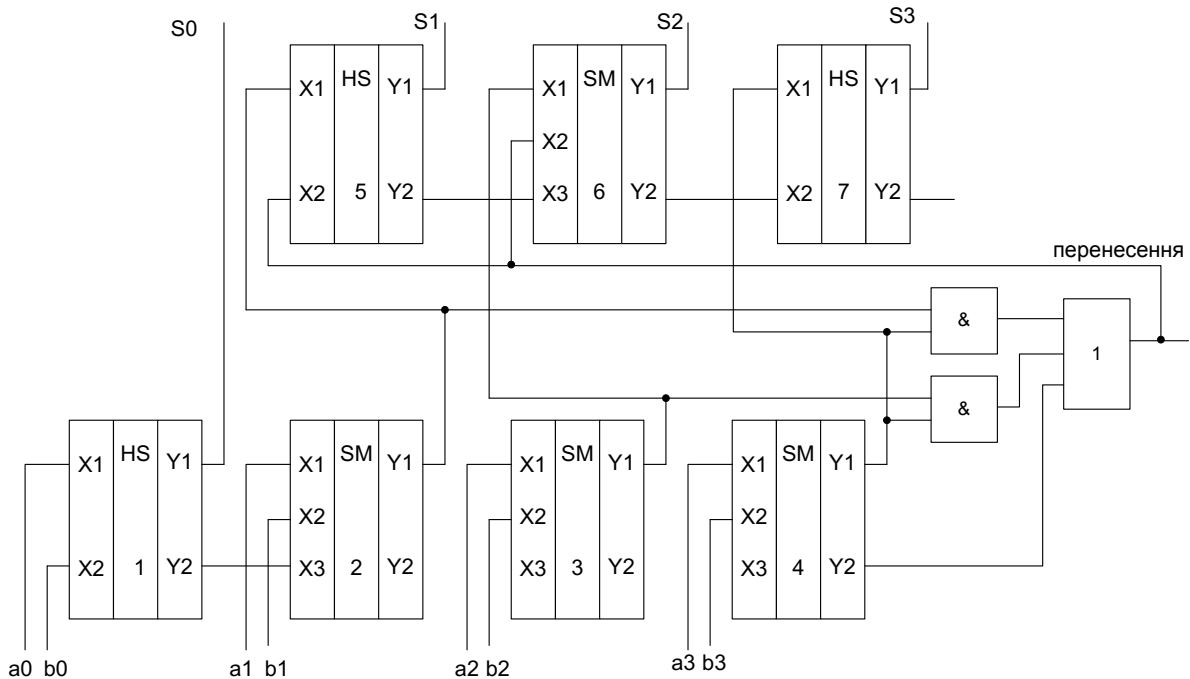 S0
S1
S2
S3
X1 HS Y1
X2 5 Y2
X1 SM Y1
X2
X3 6 Y2
X1 HS Y1
X2 7 Y2
перенесення
&
1
&
X1 HS Y1
X2 1 Y2
X1 SM Y1
X2
X3 2 Y2
X1 SM Y1
X2
X3 3 Y2
X1 SM Y1
X2
X3 4 Y2
a0 b0
a1 b1
a2 b2
a3 b3